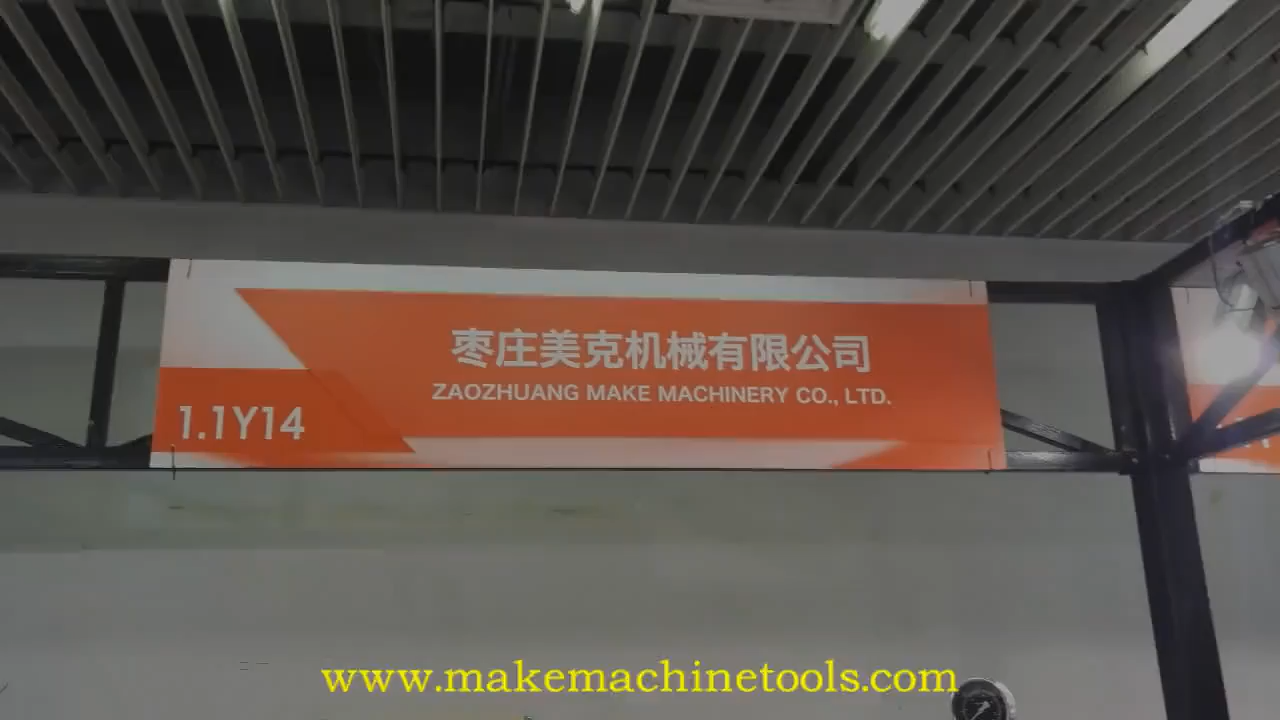 枣庄美克机械有限公司
ZAOZHUANG MAKE MACHINERY CO., LTD.
1.1Y14
www.makemachinetools.com